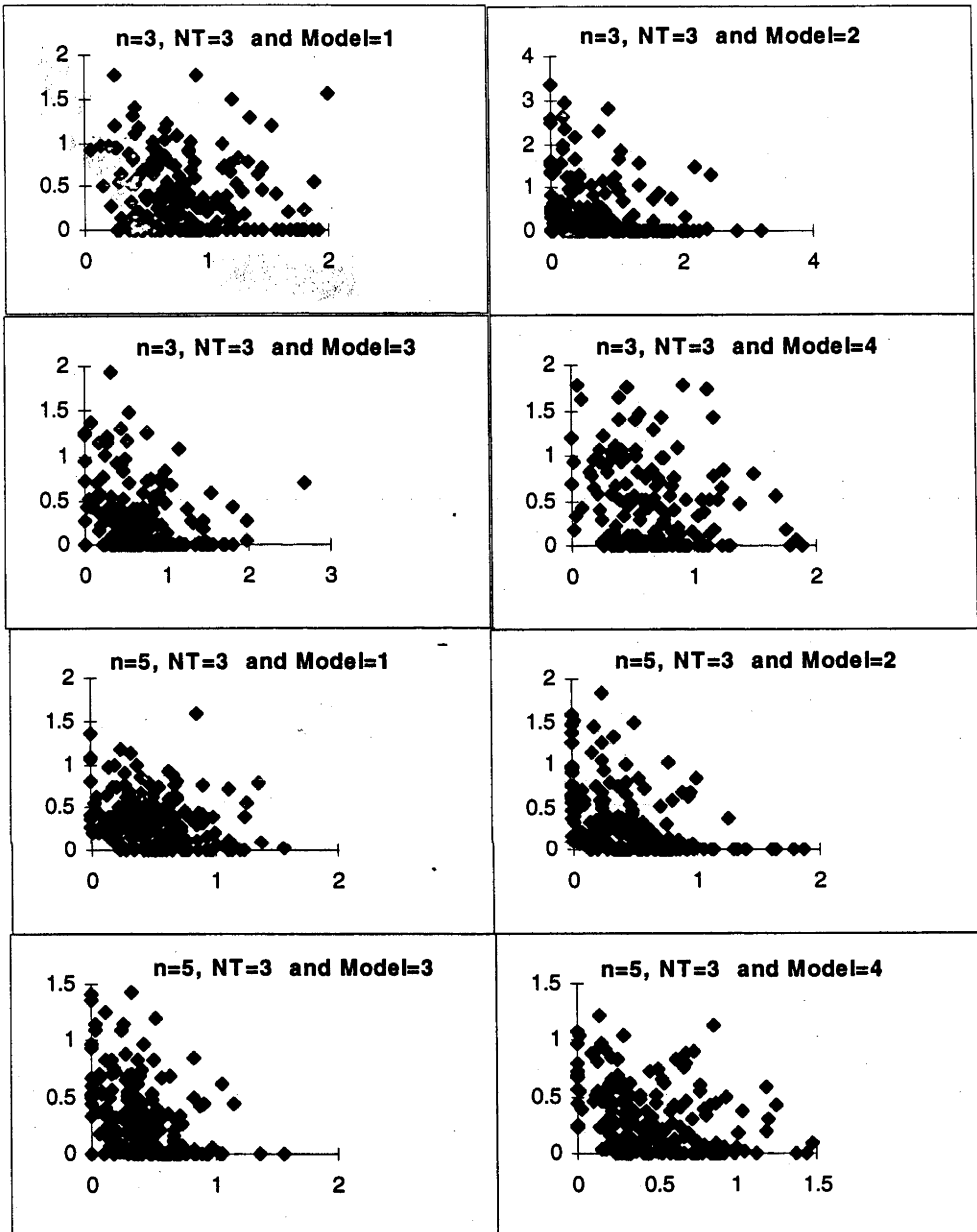 n=3, NT=3 and Model=1
2
1.5
1
0.5
0
0 1 2
n=3, NT=3 and Model=2
4
3
2
1
0
0 2 4
n=3, NT=3 and Model=3
2
1.5
1
0.5
0
0 1 2 3
n=3, NT=3 and Model=4
2
1.5
1
0.5
0
0 1 2
n=5, NT=3 and Model=1
2
1.5
1
0.5
0
0 1 2
n=5, NT=3 and Model=2
2
1.5
1
0.5
0
0 1 2
n=5, NT=3 and Model=3
1.5
1
0.5
0
0 1 2
n=5, NT=3 and Model=4
1.5
1
0.5
0
0 0.5 1 1.5